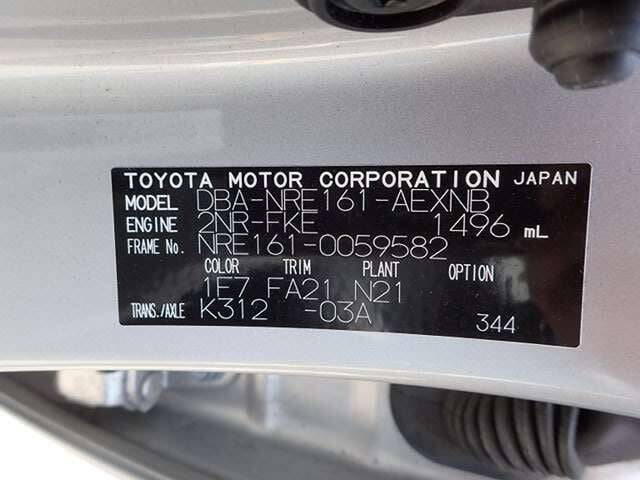 TOYOTA MOTOR CORPORATION JAPAN
MODEL DBA-NRE161-AEXNB
ENGINE 2NR-FKE 1496 mL
FRAME No. NRE161-0059582
COLOR TRIM PLANT OPTION
1F7 FA21 N21
TRANS./AXLE K312 -03A 344